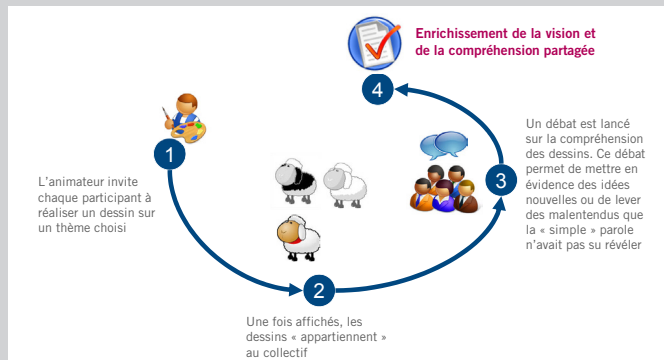 Enrichissement de la vision et
de la compréhension partagée
4
1
L’animateur invite
chaque participant à
réaliser un dessin sur
un thème choisi
2
Une fois affichés, les
dessins « appartiennent »
au collectif
3
Un débat est lancé
sur la compréhension
des dessins. Ce débat
permet de mettre en
évidence des idées
nouvelles ou de lever
des malentendus que
la « simple » parole
n’avait pas su révéler